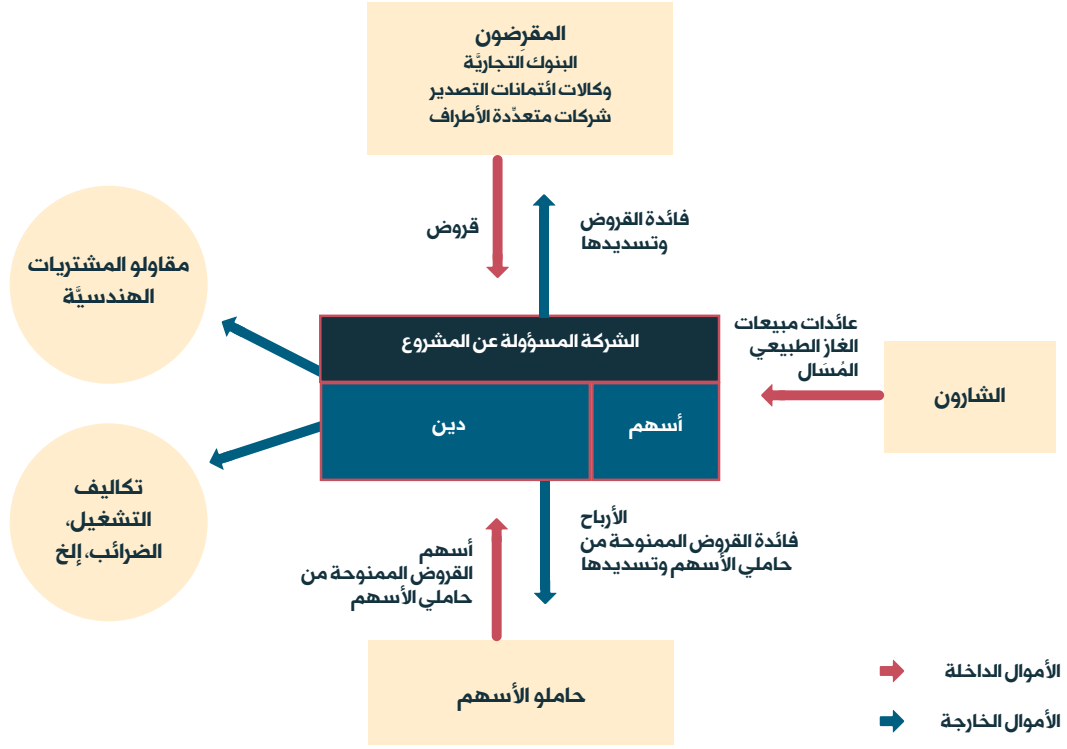 المقرِضون
البنوك التجاريَّة
وكالات ائتمانات التصدير
شركات متعدِّدة الأطراف
قروض
فائدة القروض
وتسديدها
مقاولو المشتريات
الهندسيَّة
الشركة المسؤولة عن المشروع
أسهم
دين
عائدات مبيعات
الغاز الطبيعي
المُسَال
الشارون
تكاليف
التشغيل،
الضرائب، إلخ
الأرباح
فائدة القروض الممنوحة من
حاملي الأسهم وتسديدها
أسهم
القروض الممنوحة من
حاملي الأسهم
حاملو الأسهم
الأموال الداخلة
الأموال الخارجة